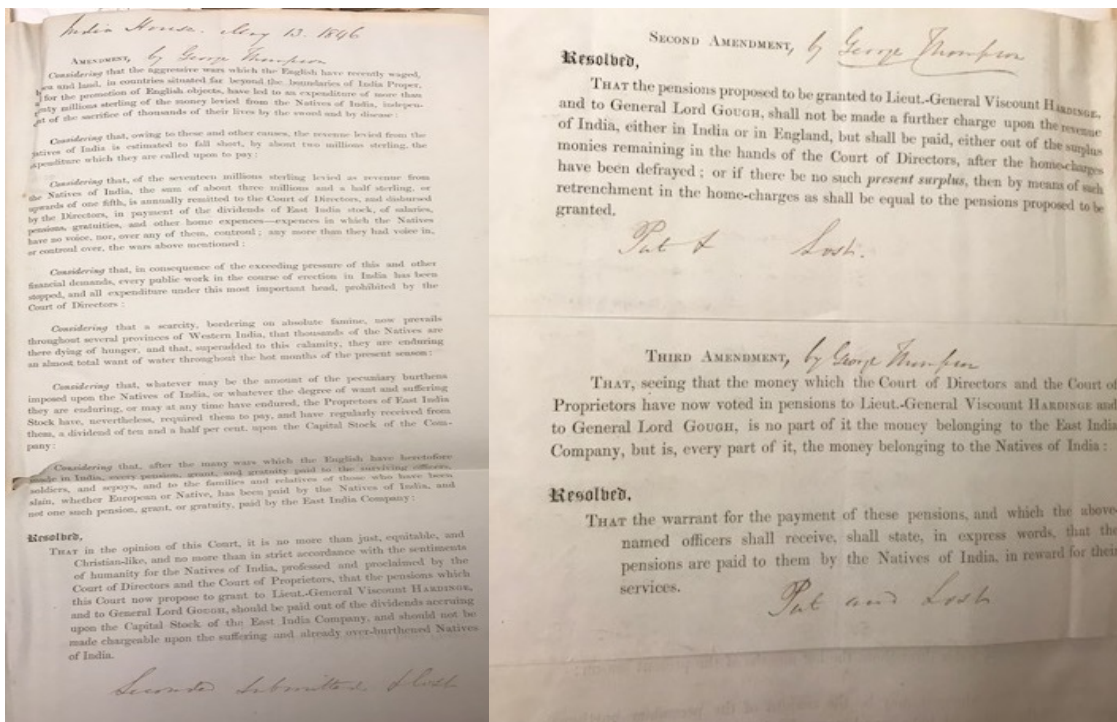 India House. May 13. 1846
AMENDMENT, by George Thompson
Considering that the aggressive wars which the English have recently waged,
and land, in countries situated far beyond the boundaries of India Proper,
for the promotion of English objects, have led to an expenditure of more than
millions sterling of the money levied from the Natives of India, indepen-
of the sacrifice of thousands of their lives by the sword and by disease:
Considering that, owing to these and other causes, the revenue levied from the
Natives of India is estimated to fall short, by about two millions sterling, the
expenditure which they are called upon to pay:
Considering that, of the seventeen millions sterling levied as revenue from
the Natives of India, the sum of about three millions and a half sterling, or
upwards of one fifth, is annually remitted to the Court of Directors, and disbursed
by the Directors, in payment of the dividends of East India stock, of salaries,
pensions, gratuities, and other home expences—expences in which the Natives
have no voice, nor, over any of them, controul; any more than they had voice in,
or controul over, the wars above mentioned:
Considering that, in consequence of the exceeding pressure of this and other
financial demands, every public work in the course of erection in India has been
stopped, and all expenditure under this most important head, prohibited by the
Court of Directors:
Considering that a scarcity, bordering on absolute famine, now prevails
throughout several provinces of Western India, that thousands of the Natives are
there dying of hunger, and that, superadded to this calamity, they are enduring
an almost total want of water throughout the hot months of the present season:
Considering that, whatever may be the amount of the pecuniary burthens
imposed upon the Natives of India, or whatever the degree of want and suffering
they are enduring, or may at any time have endured, the Propretors of East India
Stock have, nevertheless, required them to pay, and have regularly received from
them, a dividend of ten and a half per cent. upon the Capital Stock of the Com-
pany:
Considering that, after the many wars which the English have heretofore
made in India, every pension, grant, and gratuity paid to the surviving officers,
soldiers, and sepoys, and to the families and relatives of those who have been
slain, whether European or Native, has been paid by the Natives of India, and
not one such pension, grant, or gratuity, paid by the East India Company:
Resolved,
THAT in the opinion of this Court, it is no more than just, equitable, and
Christian-like, and no more than in strict accordance with the sentiments
of humanity for the Natives of India, professed and proclaimed by the
Court of Directors and the Court of Proprietors, that the pensions which
this Court now propose to grant to Lieut.-General Viscount HARDINGE,
and to General Lord GOUGH, should be paid out of the dividends accruing
upon the Capital Stock of the East India Company, and should not be
made chargeable upon the suffering and already over-burthened Natives
of India.
Seconded Submitted & Lost
SECOND AMENDMENT, by George Thompson
Resolved,
THAT the pensions proposed to be granted to Lieut.-General Viscount HARDINGE,
and to General Lord GOUGH, shall not be made a further charge upon the revenue
of India, either in India or in England, but shall be paid, either out of the surplus
monies remaining in the hands of the Court of Directors, after the home-charges
have been defrayed; or if there be no such present surplus, then by means of such
retrenchment in the home-charges as shall be equal to the pensions proposed to be
granted.
Put & Lost.
THIRD AMENDMENT, by George Thompson
THAT, seeing that the money which the Court of Directors and the Court of
Proprietors have now voted in pensions to Lieut.-General Viscount HARDINGE and
to General Lord GOUGH, is no part of it the money belonging to the East India
Company, but is, every part of it, the money belonging to the Natives of India:
Resolved,
THAT the warrant for the payment of these pensions, and which the above-
named officers shall receive, shall state, in express words, that the
pensions are paid to them by the Natives of India, in reward for their
services.
Put and Lost